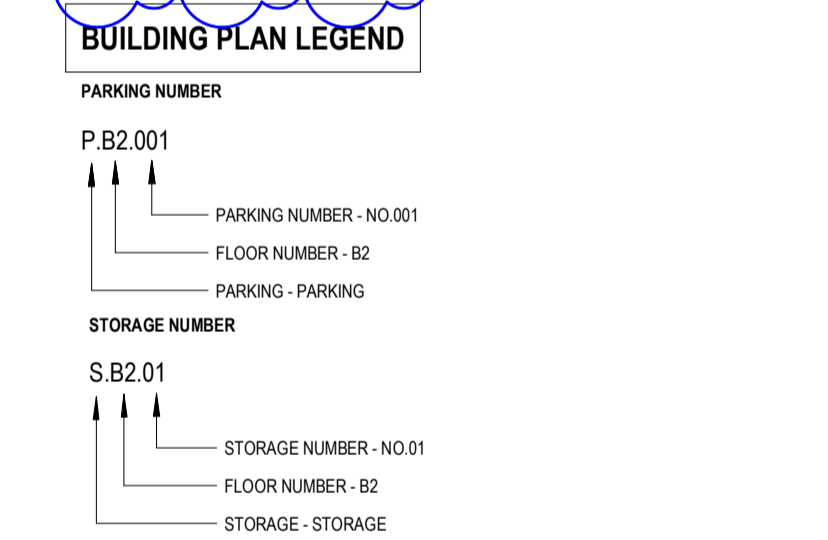 BUILDING PLAN LEGEND
PARKING NUMBER
P.B2.001
PARKING NUMBER - NO.001
FLOOR NUMBER - B2
PARKING - PARKING
STORAGE NUMBER
S.B2.01
STORAGE NUMBER - NO.01
FLOOR NUMBER - B2
STORAGE - STORAGE